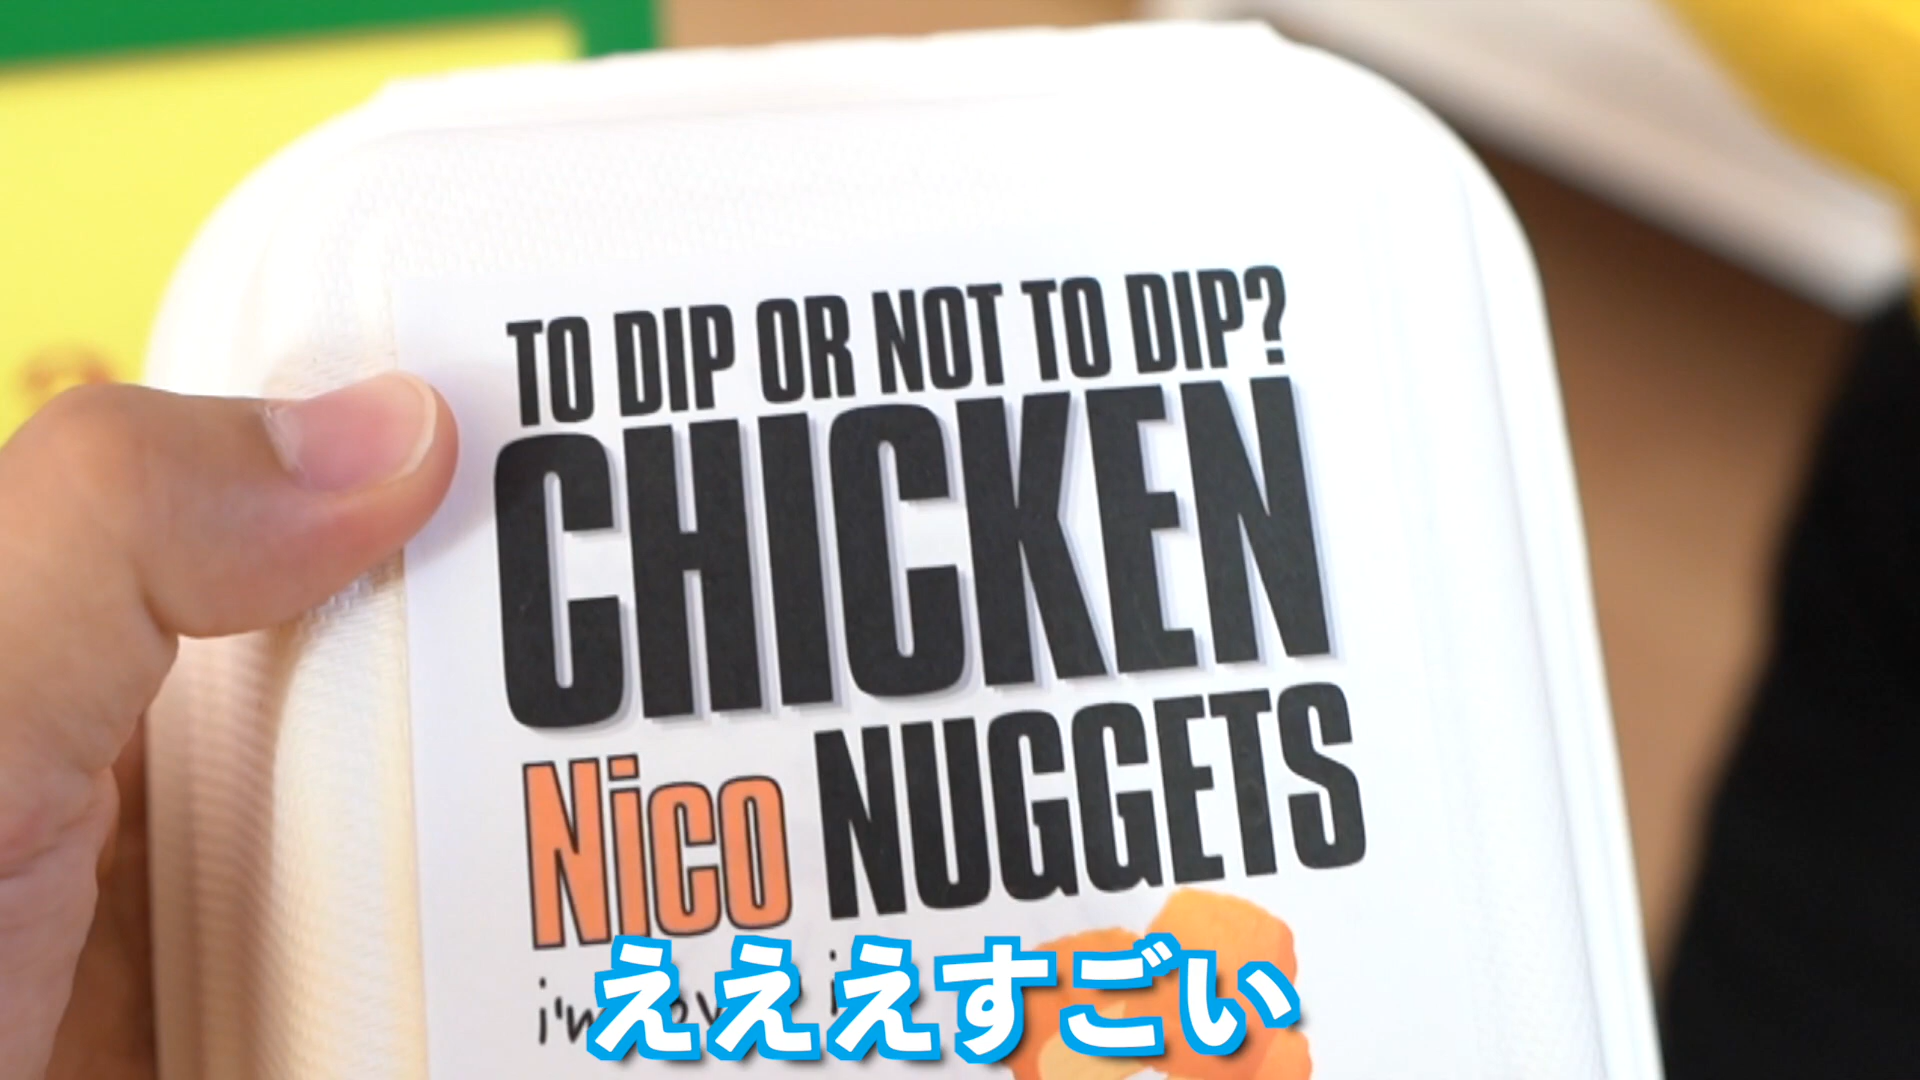 TO DIP OR NOT TO DIP?
CHICKEN
Nico NUGGETS
えええすごい